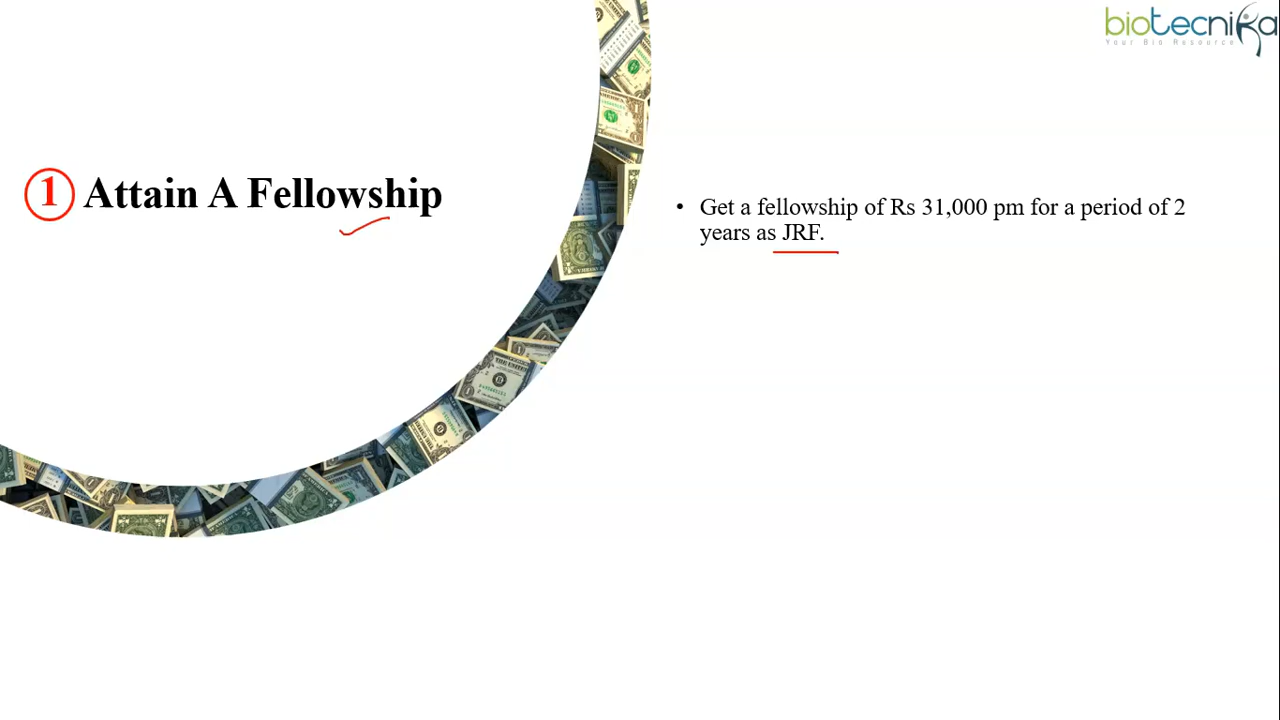 biotecnika
Your Bio Resource
1 Attain A Fellowship
• Get a fellowship of Rs 31,000 pm for a period of 2
years as JRF.